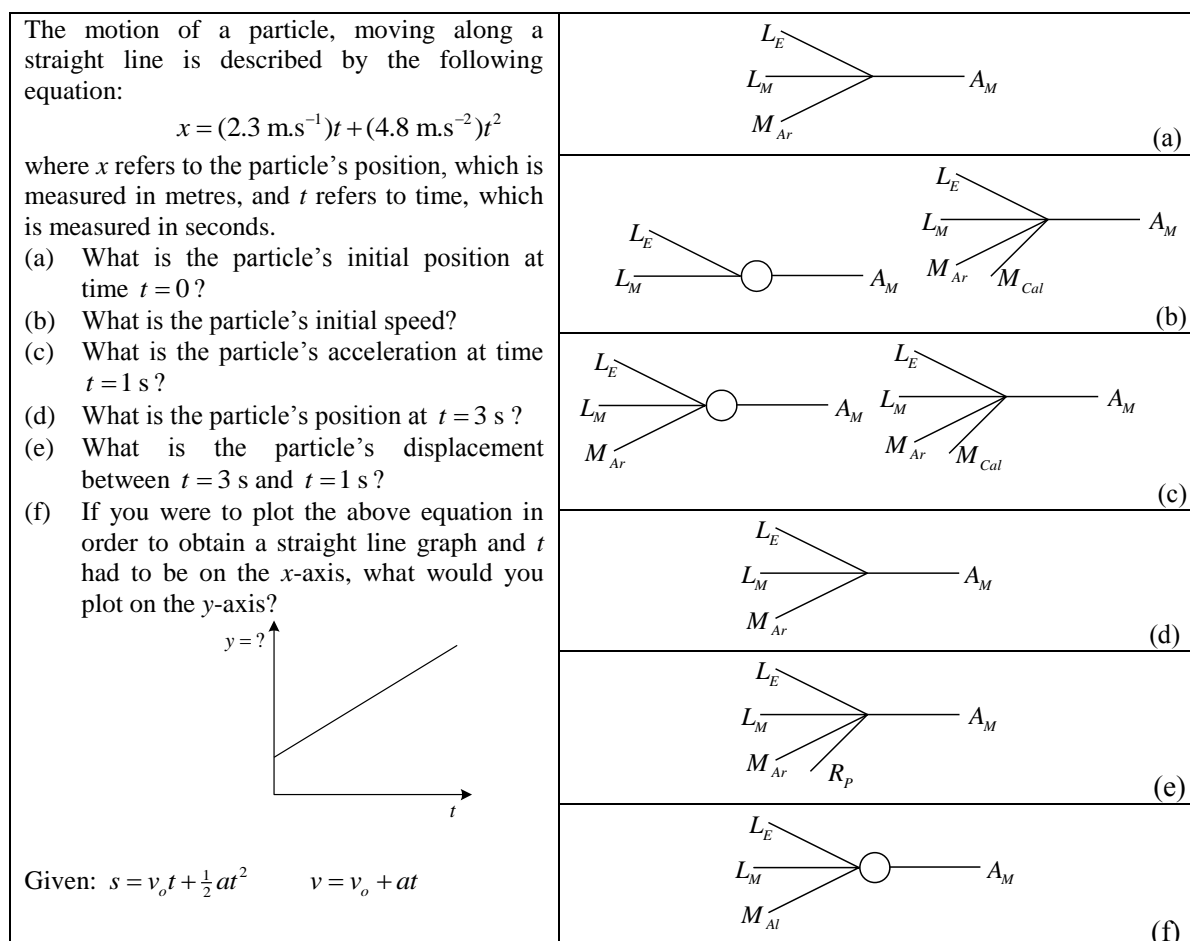 The motion of a particle, moving along a
straight line is described by the following
equation:
x = (2.3 m.s⁻¹)t + (4.8 m.s⁻²)t²
where x refers to the particle's position, which is
measured in metres, and t refers to time, which
is measured in seconds.
(a) What is the particle's initial position at
time t = 0 ?
(b) What is the particle's initial speed?
(c) What is the particle's acceleration at time
t = 1 s ?
(d) What is the particle's position at t = 3 s ?
(e) What is the particle's displacement
between t = 3 s and t = 1 s ?
(f) If you were to plot the above equation in
order to obtain a straight line graph and t
had to be on the x-axis, what would you
plot on the y-axis?
y = ?
t
Given: s = v_o t + ½ at² v = v_o + at
L_E
L_M A_M
M_Ar
(a)
L_E
L_M A_M
L_E
L_M A_M
M_Ar M_Cal
(b)
L_E
L_M A_M
M_Ar
L_E
L_M A_M
M_Ar M_Cal
(c)
L_E
L_M A_M
M_Ar
(d)
L_E
L_M A_M
M_Ar R_P
(e)
L_E
L_M A_M
M_Al
(f)